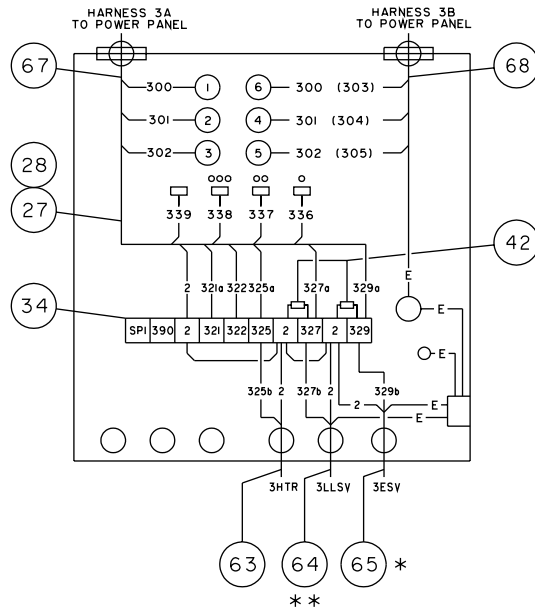 HARNESS 3A
TO POWER PANEL
HARNESS 3B
TO POWER PANEL
67
68
300 1 6 300 (303)
301 2 4 301 (304)
302 3 5 302 (305)
28
27
339 338 337 336
42
2 321a 322 325a 327a 329a
E
34
SP1 390 2 321 322 325 2 327 2 329
E
E
325b 2 327b 2 2 329b E
E
3HTR 3LLSV 3ESV
63 64 65 *
**